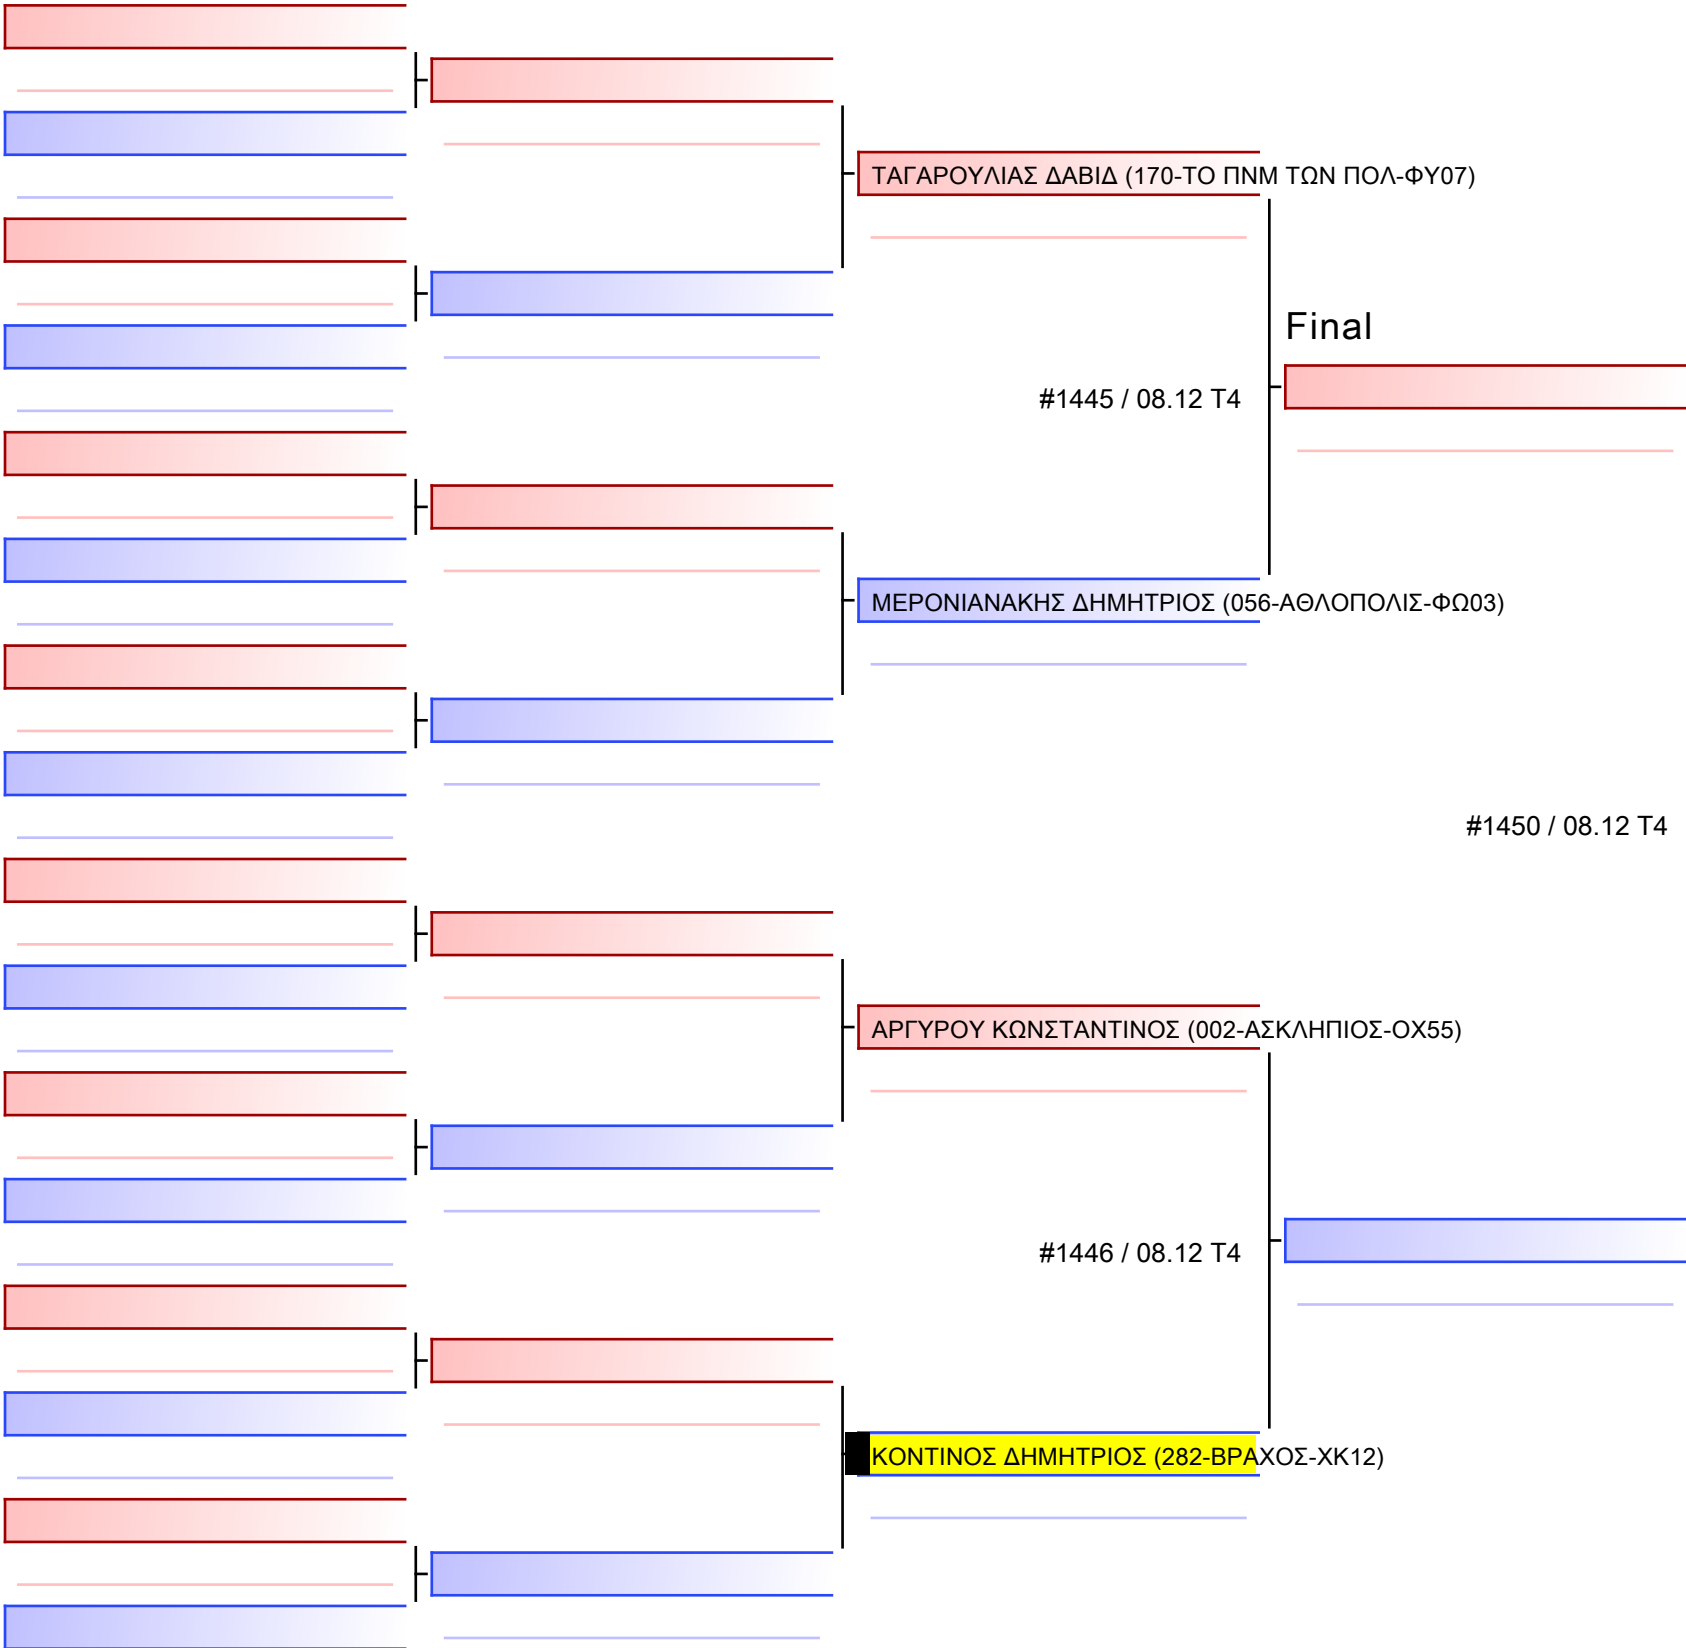 ΤΑΓΑΡΟΥΛΙΑΣ ΔΑΒΙΔ (170-ΤΟ ΠΝΜ ΤΩΝ ΠΟΛ-ΦΥ07)
Final
#1445 / 08.12 T4
ΜΕΡΟΝΙΑΝΑΚΗΣ ΔΗΜΗΤΡΙΟΣ (056-ΑΘΛΟΠΟΛΙΣ-ΦΩ03)
#1450 / 08.12 T4
ΑΡΓΥΡΟΥ ΚΩΝΣΤΑΝΤΙΝΟΣ (002-ΑΣΚΛΗΠΙΟΣ-ΟΧ55)
#1446 / 08.12 T4
ΚΟΝΤΙΝΟΣ ΔΗΜΗΤΡΙΟΣ (282-ΒΡΑΧΟΣ-ΧΚ12)